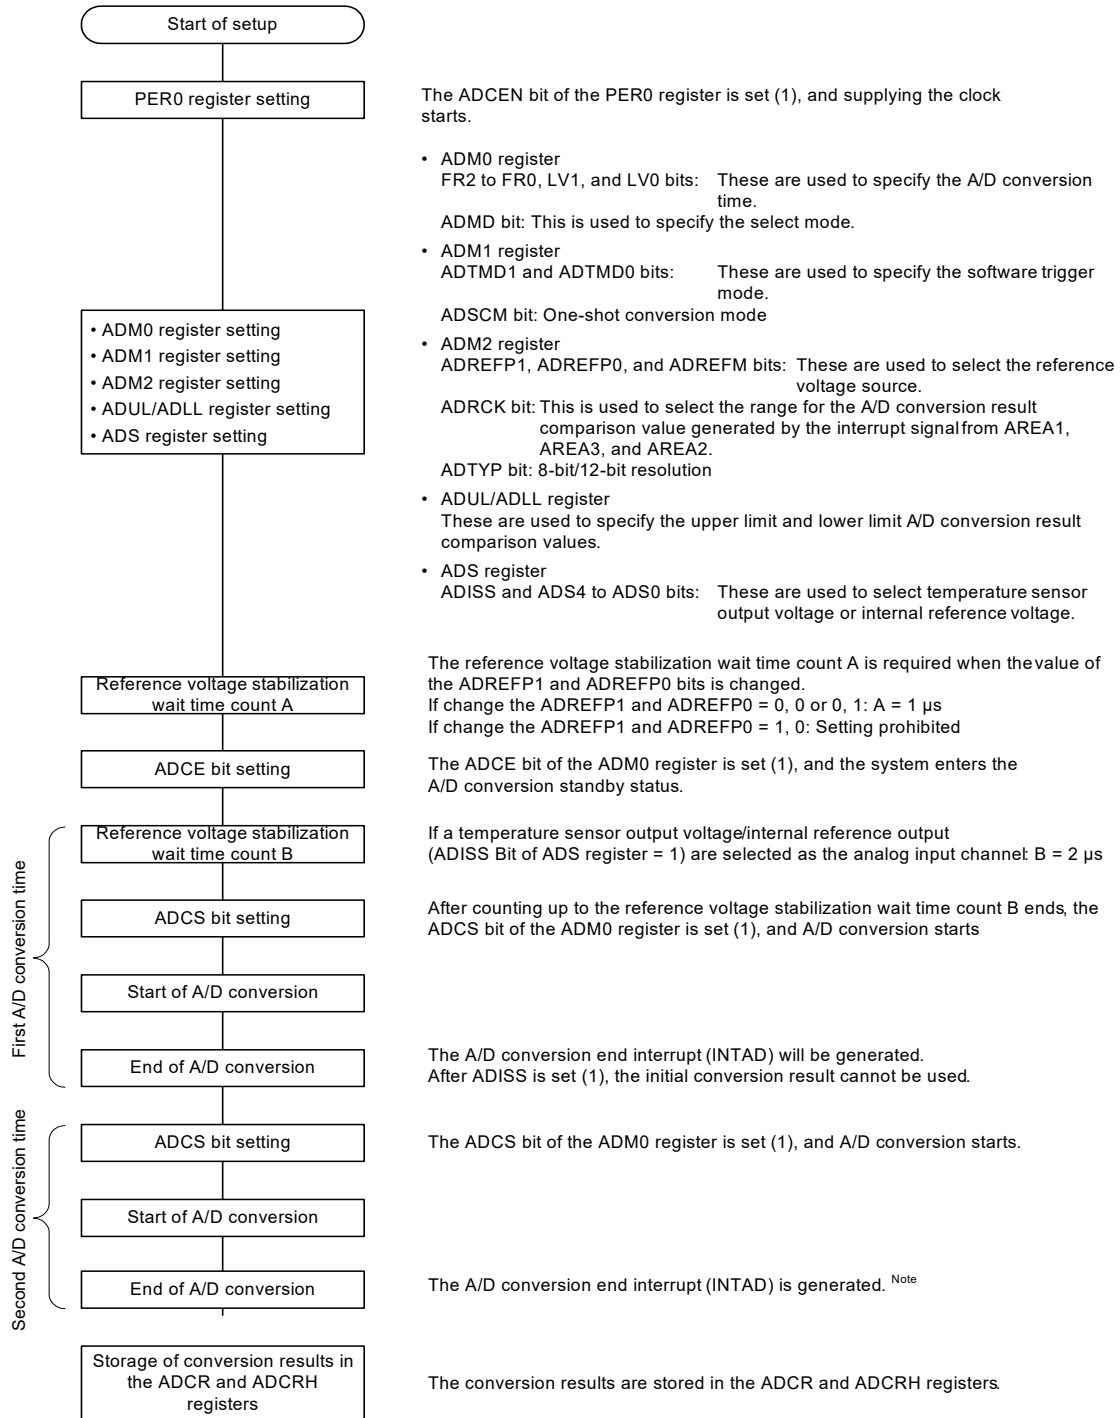 Start of setup
PER0 register setting
The ADCEN bit of the PER0 register is set (1), and supplying the clock
starts.
• ADM0 register
FR2 to FR0, LV1, and LV0 bits: These are used to specify the A/D conversion
time.
ADMD bit: This is used to specify the select mode.
• ADM1 register
ADTMD1 and ADTMD0 bits: These are used to specify the software trigger
mode.
ADSCM bit: One-shot conversion mode
• ADM0 register setting
• ADM1 register setting
• ADM2 register setting
• ADUL/ADLL register setting
• ADS register setting
• ADM2 register
ADREFP1, ADREFP0, and ADREFM bits: These are used to select the reference
voltage source.
ADRCK bit: This is used to select the range for the A/D conversion result
comparison value generated by the interrupt signal from AREA1,
AREA3, and AREA2.
ADTYP bit: 8-bit/12-bit resolution
• ADUL/ADLL register
These are used to specify the upper limit and lower limit A/D conversion result
comparison values.
• ADS register
ADISS and ADS4 to ADS0 bits: These are used to select temperature sensor
output voltage or internal reference voltage.
Reference voltage stabilization
wait time count A
The reference voltage stabilization wait time count A is required when the value of
the ADREFP1 and ADREFP0 bits is changed.
If change the ADREFP1 and ADREFP0 = 0, 0 or 0, 1: A = 1 µs
If change the ADREFP1 and ADREFP0 = 1, 0: Setting prohibited
ADCE bit setting
The ADCE bit of the ADM0 register is set (1), and the system enters the
A/D conversion standby status.
First A/D conversion time
Reference voltage stabilization
wait time count B
If a temperature sensor output voltage/internal reference output
(ADISS Bit of ADS register = 1) are selected as the analog input channel: B = 2 µs
ADCS bit setting
After counting up to the reference voltage stabilization wait time count B ends, the
ADCS bit of the ADM0 register is set (1), and A/D conversion starts
Start of A/D conversion
End of A/D conversion
The A/D conversion end interrupt (INTAD) will be generated.
After ADISS is set (1), the initial conversion result cannot be used.
Second A/D conversion time
ADCS bit setting
The ADCS bit of the ADM0 register is set (1), and A/D conversion starts.
Start of A/D conversion
End of A/D conversion
The A/D conversion end interrupt (INTAD) is generated. Note
Storage of conversion results in
the ADCR and ADCRH
registers
The conversion results are stored in the ADCR and ADCRH registers.